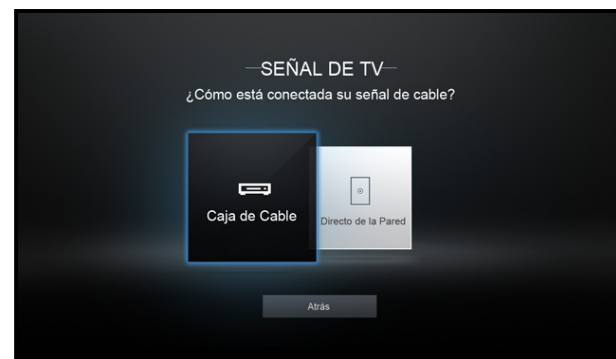 SEÑAL DE TV
¿Cómo está conectada su señal de cable?
Caja de Cable
Directo de la Pared
Atrás